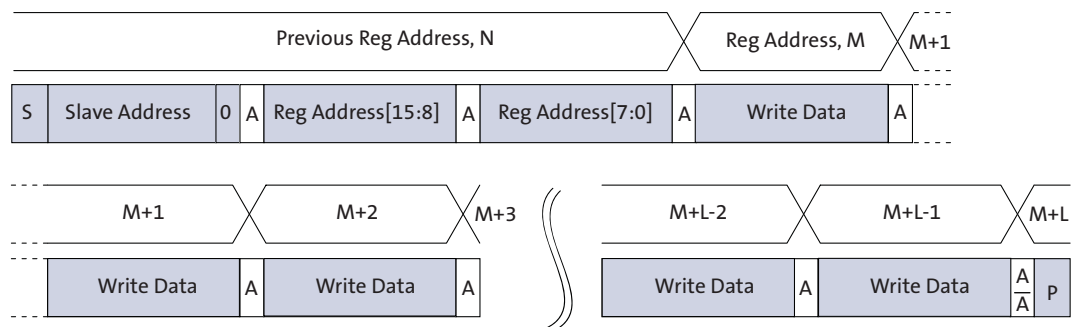 Previous Reg Address, N Reg Address, M M+1
S Slave Address 0 A Reg Address[15:8] A Reg Address[7:0] A Write Data A
M+1 M+2 M+3 M+L-2 M+L-1 M+L
Write Data A Write Data A Write Data A Write Data A/A̅ P